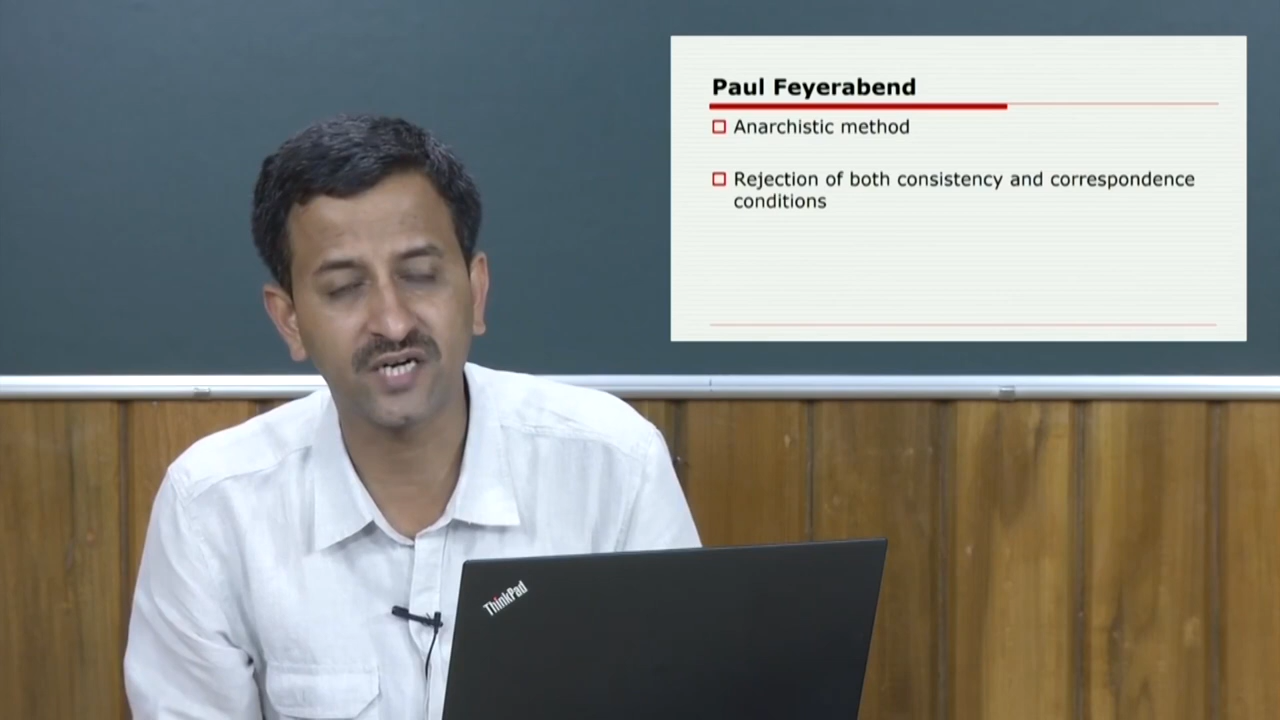 Paul Feyerabend
Anarchistic method
Rejection of both consistency and correspondence
conditions
ThinkPad